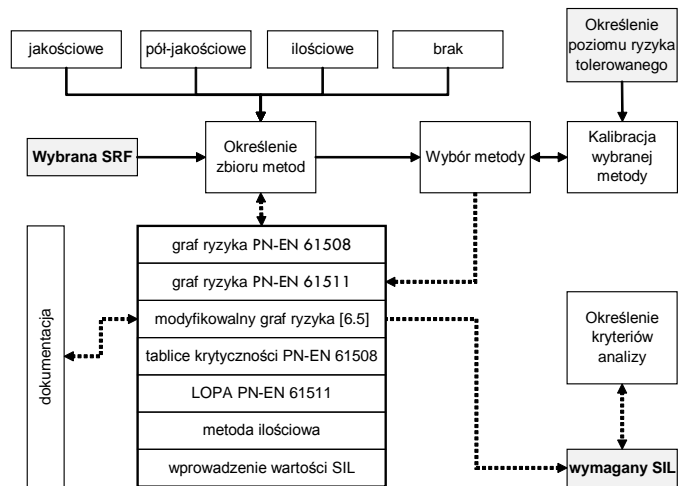 jakościowe
pół-jakościowe
ilościowe
brak
Określenie
poziomu ryzyka
tolerowanego
Wybrana SRF
Określenie
zbioru metod
Wybór metody
Kalibracja
wybranej
metody
dokumentacja
graf ryzyka PN-EN 61508
graf ryzyka PN-EN 61511
modyfikowalny graf ryzyka [6.5]
tablice krytyczności PN-EN 61508
LOPA PN-EN 61511
metoda ilościowa
wprowadzenie wartości SIL
Określenie
kryteriów
analizy
wymagany SIL